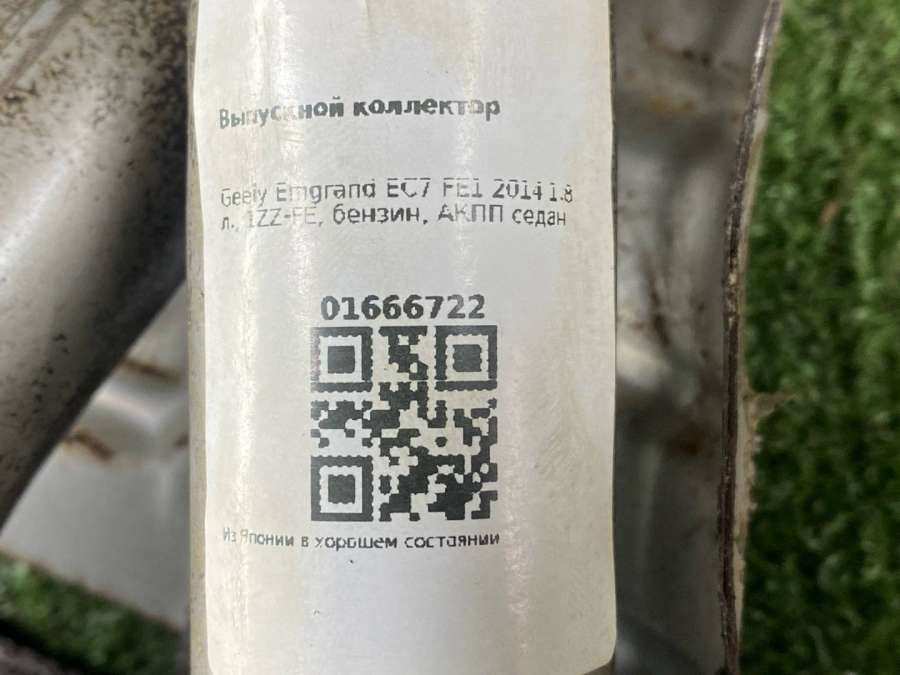 Выпускной коллектор
Geely Emgrand EC7 FE1 2014 1.8
л., 1ZZ-FE, бензин, АКПП седан
01666722
Из Японии в хорошем состоянии